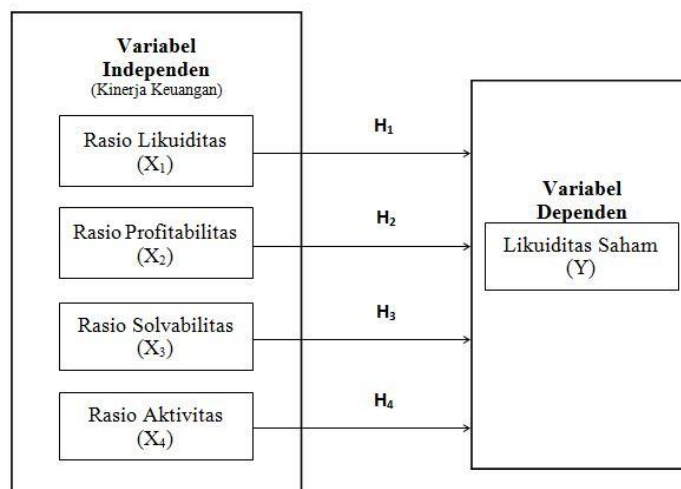 Variabel
Independen
(Kinerja Keuangan)
Rasio Likuiditas
(X₁)
H₁
Rasio Profitabilitas
(X₂)
H₂
Rasio Solvabilitas
(X₃)
H₃
Rasio Aktivitas
(X₄)
H₄
Variabel
Dependen
Likuiditas Saham
(Y)